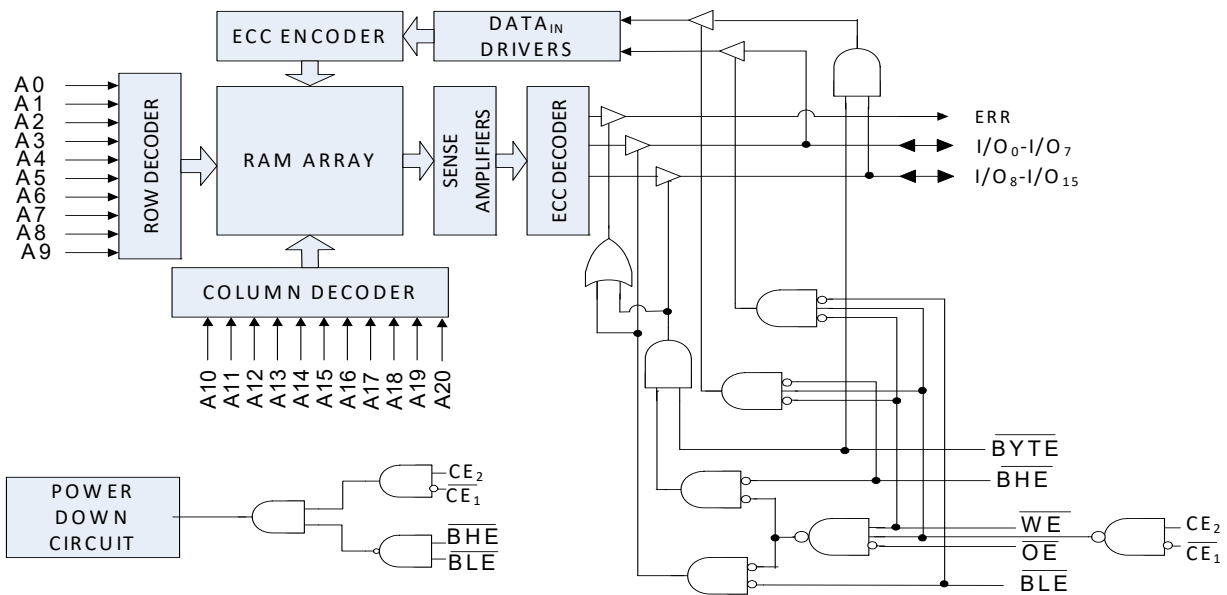 ECC ENCODER
DATAIN
DRIVERS
A0
A1
A2
A3
A4
A5
A6
A7
A8
A9
ROW DECODER
RAM ARRAY
SENSE
AMPLIFIERS
ECC DECODER
ERR
I/O0-I/O7
I/O8-I/O15
COLUMN DECODER
A10
A11
A12
A13
A14
A15
A16
A17
A18
A19
A20
BYTE
BHE
WE
OE
BLE
CE2
CE1
POWER
DOWN
CIRCUIT
CE2
CE1
BHE
BLE